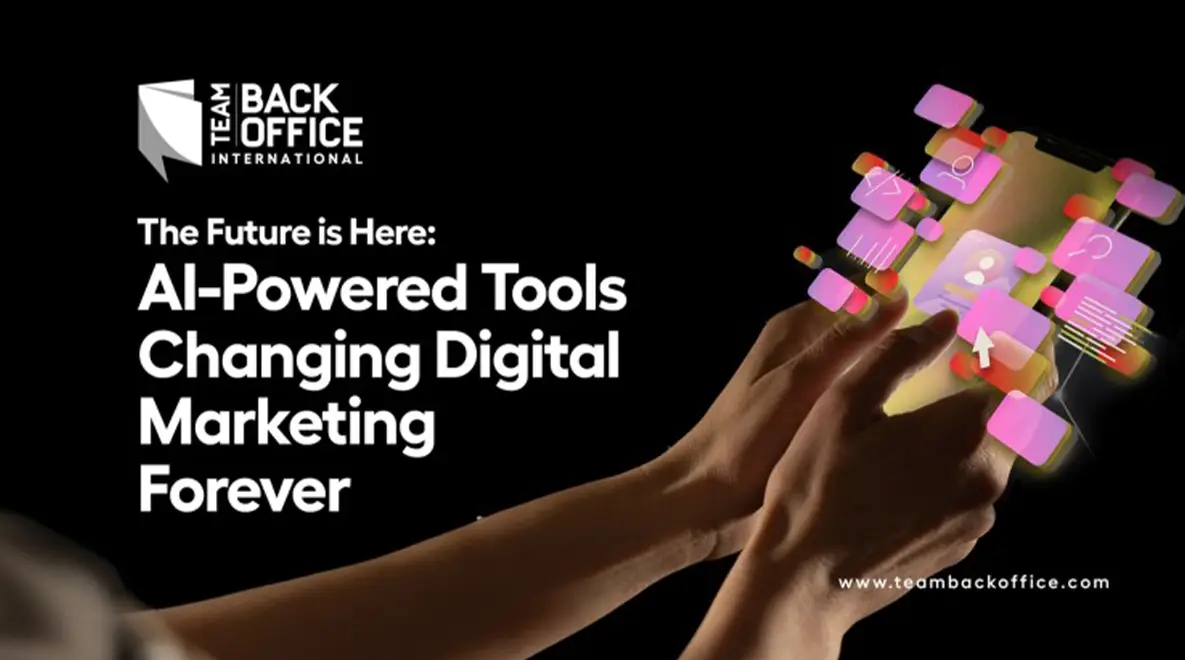 TEAM
BACK
OFFICE
INTERNATIONAL
The Future is Here:
AI-Powered Tools
Changing Digital
Marketing
Forever
www.teambackoffice.com